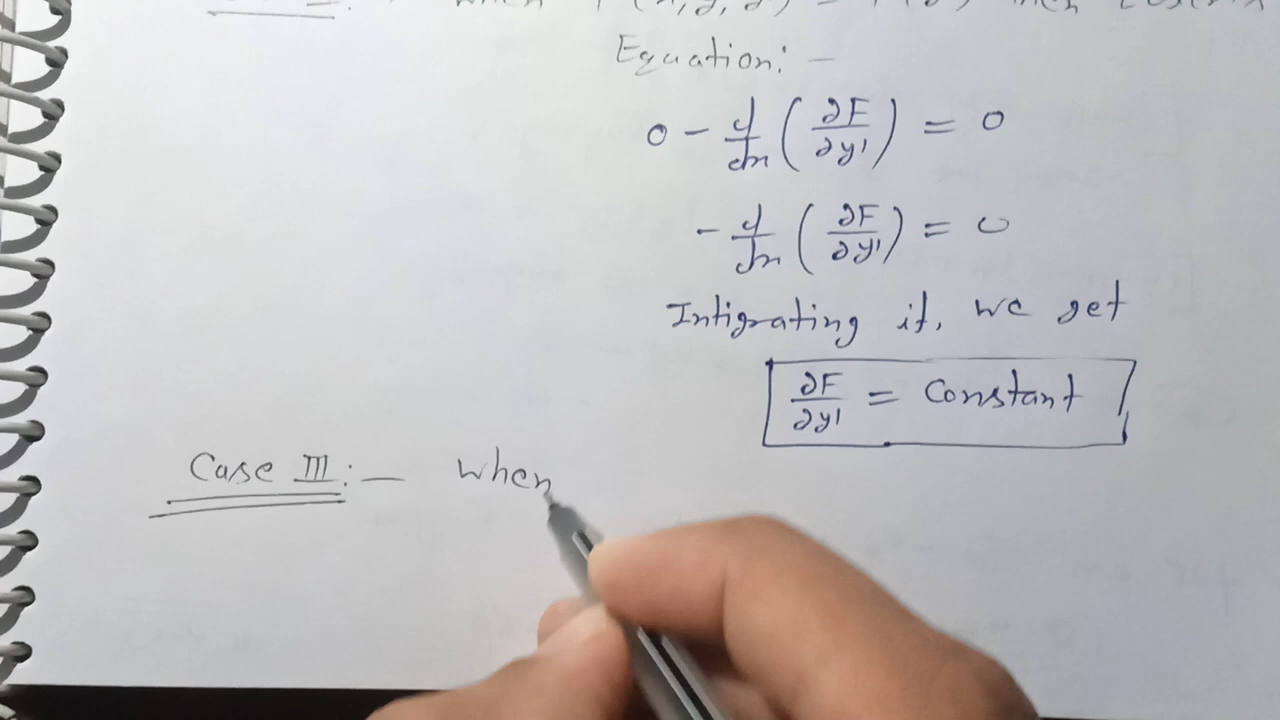 Equation:-
0 - d/dx (∂F/∂y') = 0
- d/dx (∂F/∂y') = 0
Intigrating it, we get
∂F/∂y' = Constant
Case III:- when